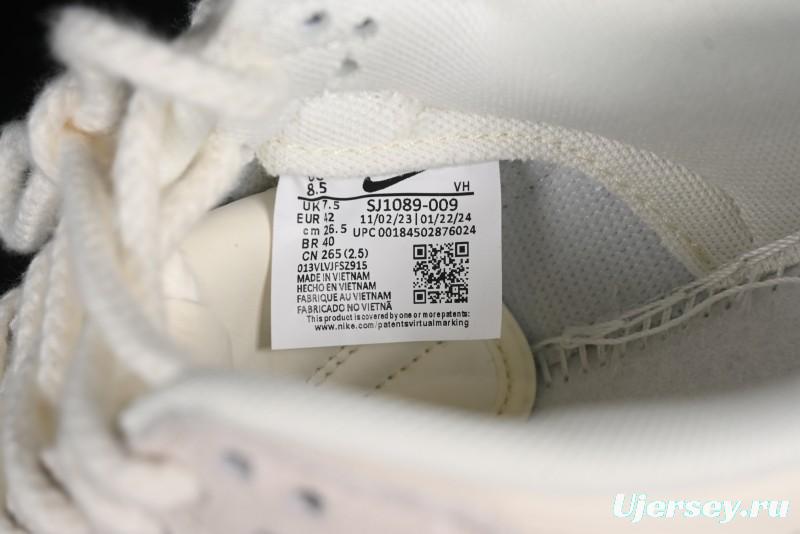 8.5 VH
UK 7.5 SJ1089-009
EUR 42 11/02/23 | 01/22/24
cm 26.5 UPC 00184502876024
BR 40
CN 265 (2.5)
013VLVJFSZ915
MADE IN VIETNAM
HECHO EN VIETNAM
FABRIQUE AU VIETNAM
FABRICADO NO VIETNÃ
This product is covered by one or more patents:
www.nike.com/patentsvirtualmarking
Ujersey.ru